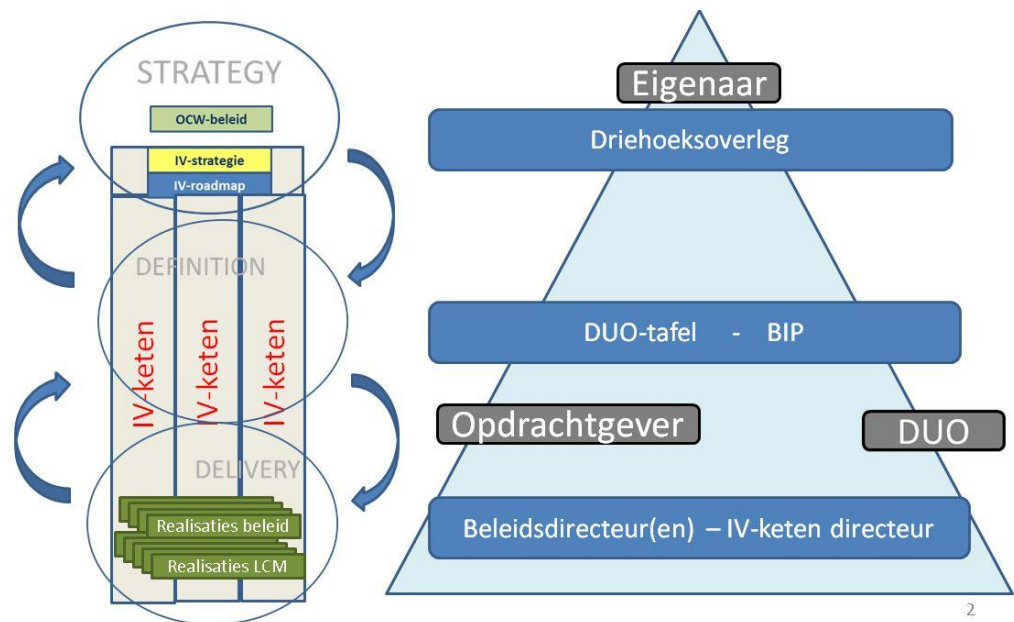 STRATEGY
OCW-beleid
IV-strategie
IV-roadmap
DEFINITION
IV-keten
IV-keten
IV-keten
DELIVERY
Realisaties beleid
Realisaties LCM
Eigenaar
Driehoeksoverleg
DUO-tafel - BIP
Opdrachtgever
DUO
Beleidsdirecteur(en) – IV-keten directeur
2